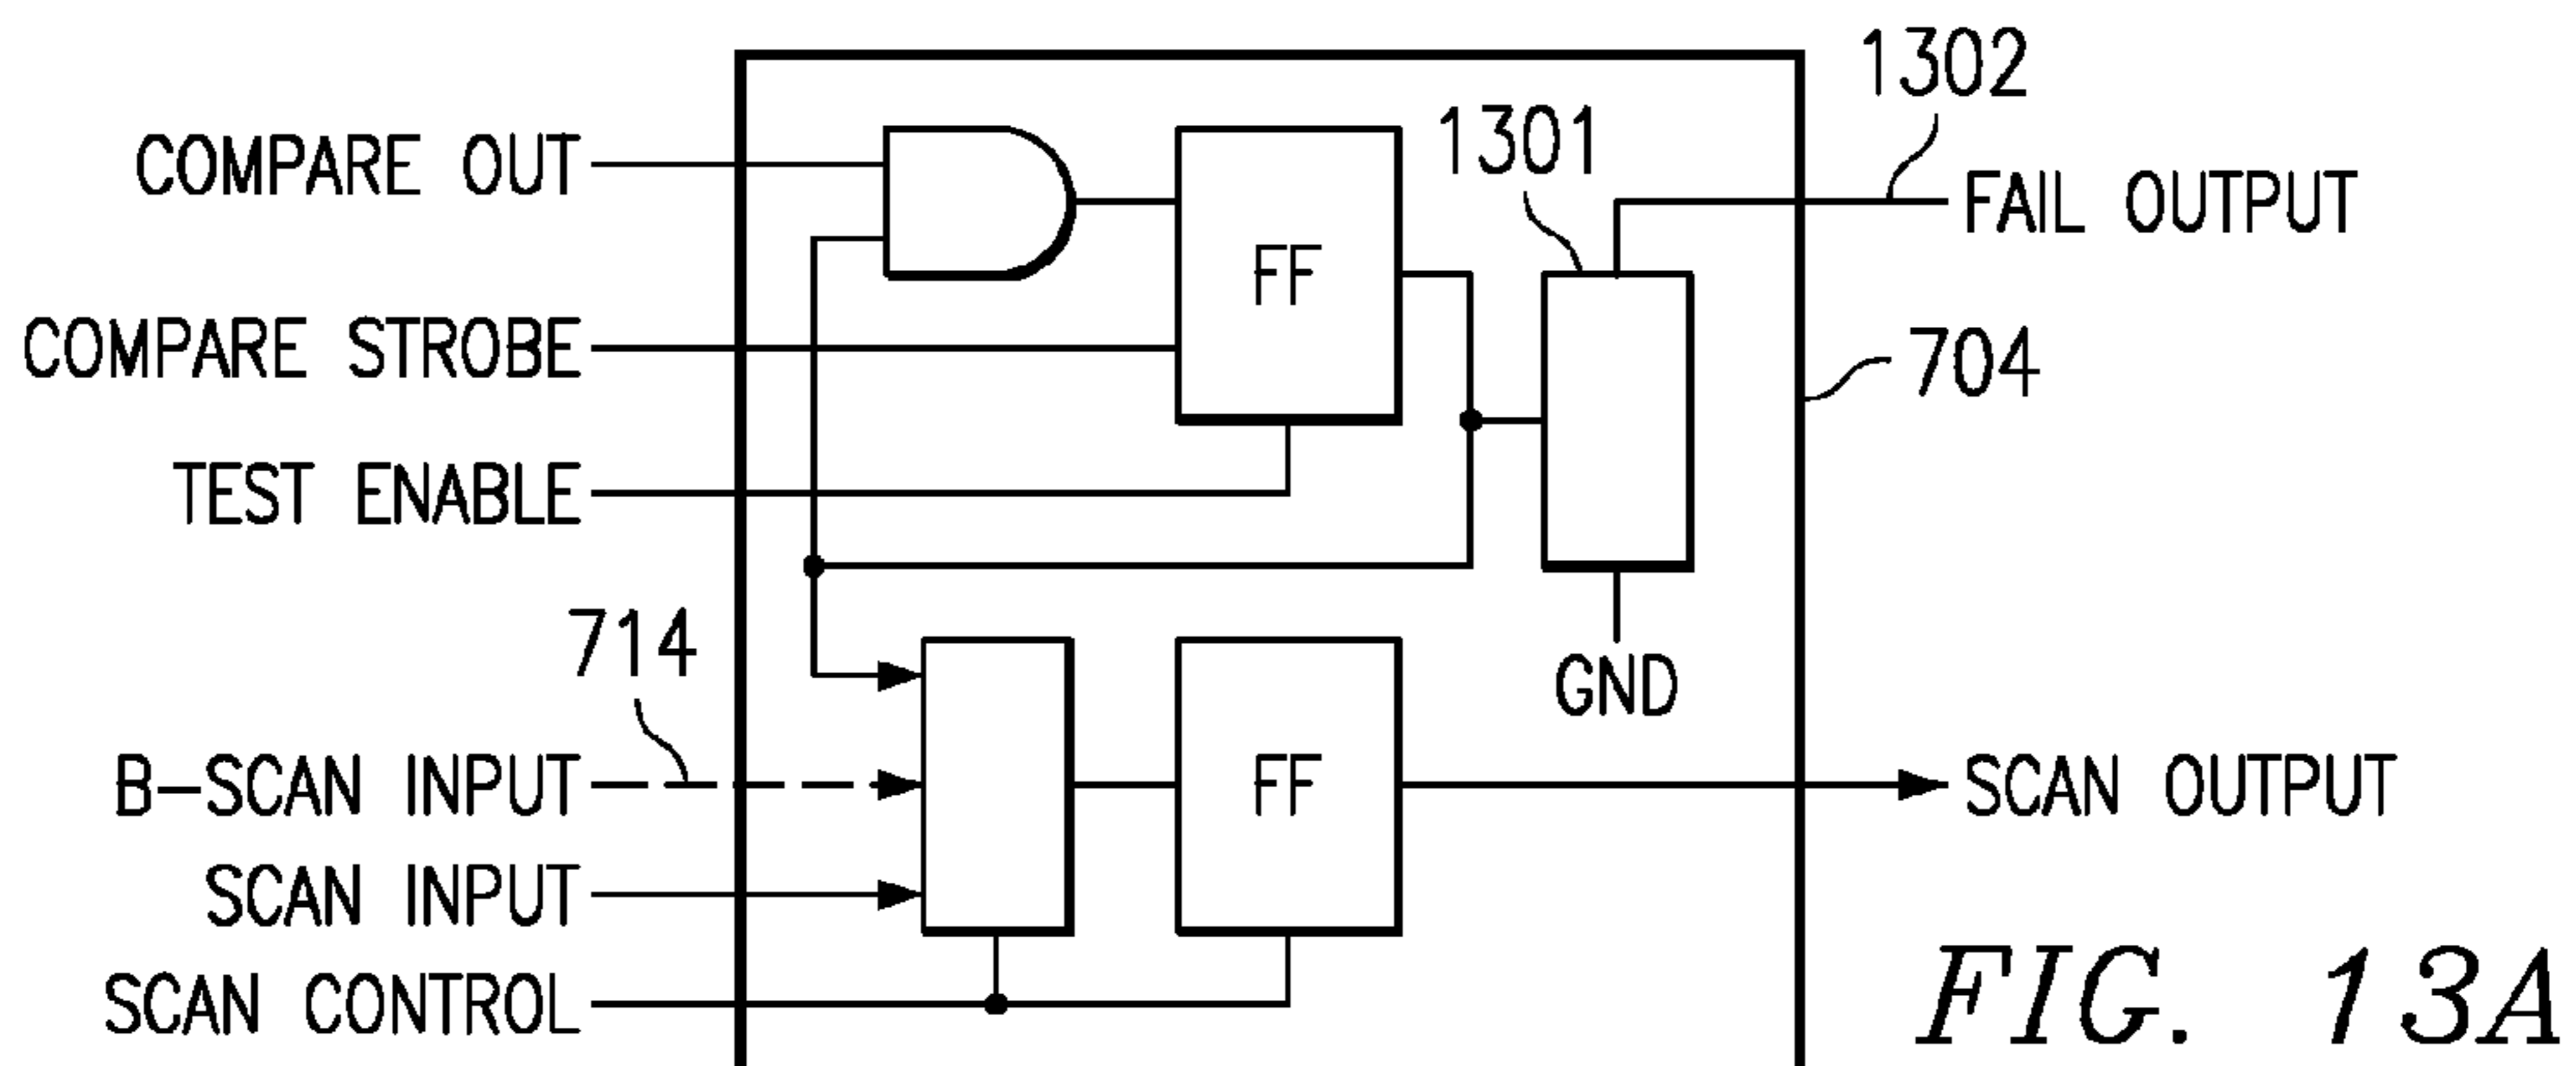 1302
COMPARE OUT
1301
FAIL OUTPUT
FF
COMPARE STROBE
704
TEST ENABLE
714
GND
B-SCAN INPUT
FF
SCAN OUTPUT
SCAN INPUT
SCAN CONTROL
FIG. 13A